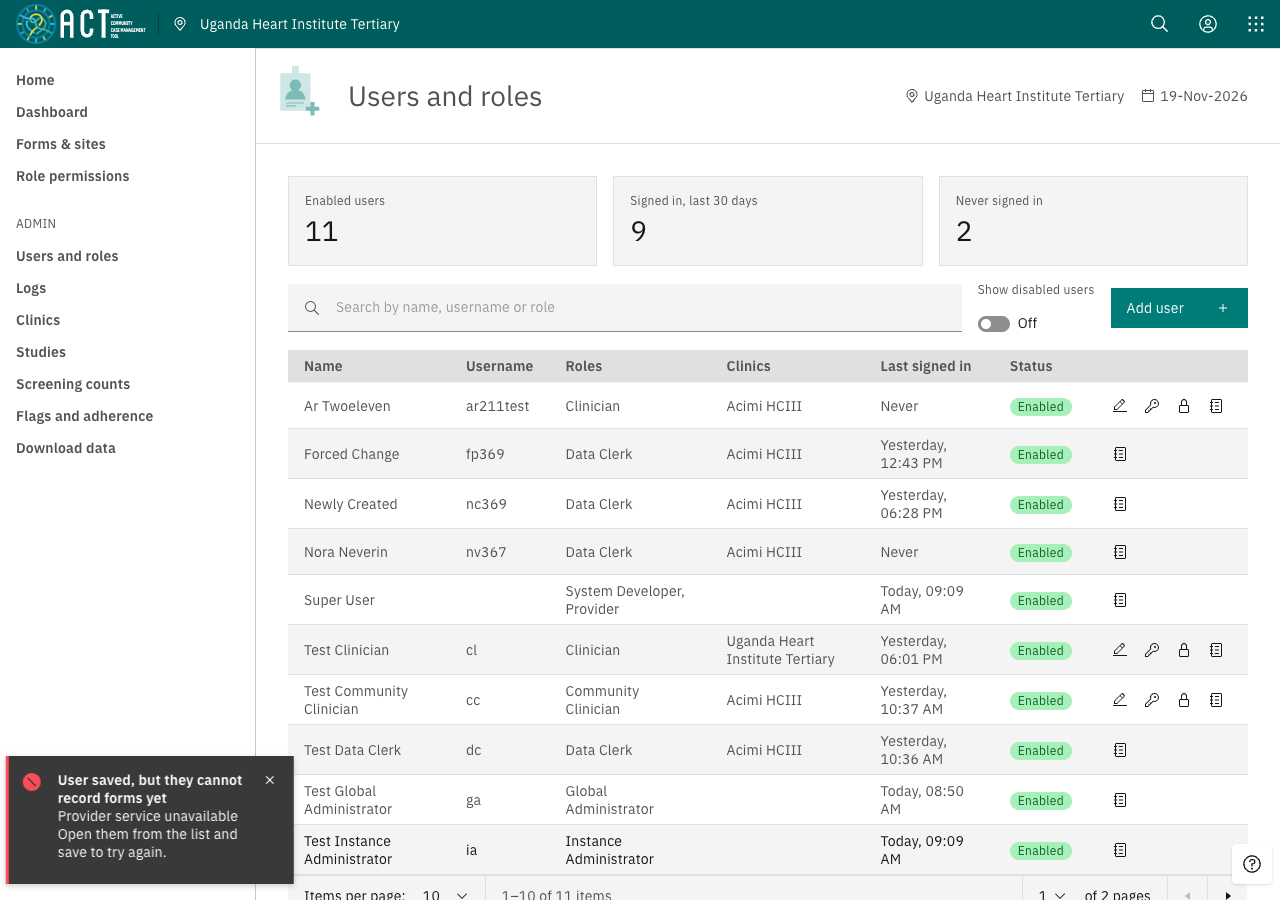 ACT ACTIVE COMMUNITY CASE MANAGEMENT TOOL
Uganda Heart Institute Tertiary
Home
Dashboard
Forms & sites
Role permissions
ADMIN
Users and roles
Logs
Clinics
Studies
Screening counts
Flags and adherence
Download data
Users and roles
Uganda Heart Institute Tertiary
19-Nov-2026
Enabled users
11
Signed in, last 30 days
9
Never signed in
2
Search by name, username or role
Show disabled users
Off
Add user +
Name Username Roles Clinics Last signed in Status
Ar Twoeleven ar211test Clinician Acimi HCIII Never Enabled
Forced Change fp369 Data Clerk Acimi HCIII Yesterday, 12:43 PM Enabled
Newly Created nc369 Data Clerk Acimi HCIII Yesterday, 06:28 PM Enabled
Nora Neverin nv367 Data Clerk Acimi HCIII Never Enabled
Super User System Developer, Provider Today, 09:09 AM Enabled
Test Clinician cl Clinician Uganda Heart Institute Tertiary Yesterday, 06:01 PM Enabled
Test Community Clinician cc Community Clinician Acimi HCIII Yesterday, 10:37 AM Enabled
Test Data Clerk dc Data Clerk Acimi HCIII Yesterday, 10:36 AM Enabled
Test Global Administrator ga Global Administrator Today, 08:50 AM Enabled
Test Instance Administrator ia Instance Administrator Today, 09:09 AM Enabled
Items per page: 10 1–10 of 11 items 1 of 2 pages
User saved, but they cannot
record forms yet
Provider service unavailable
Open them from the list and
save to try again.